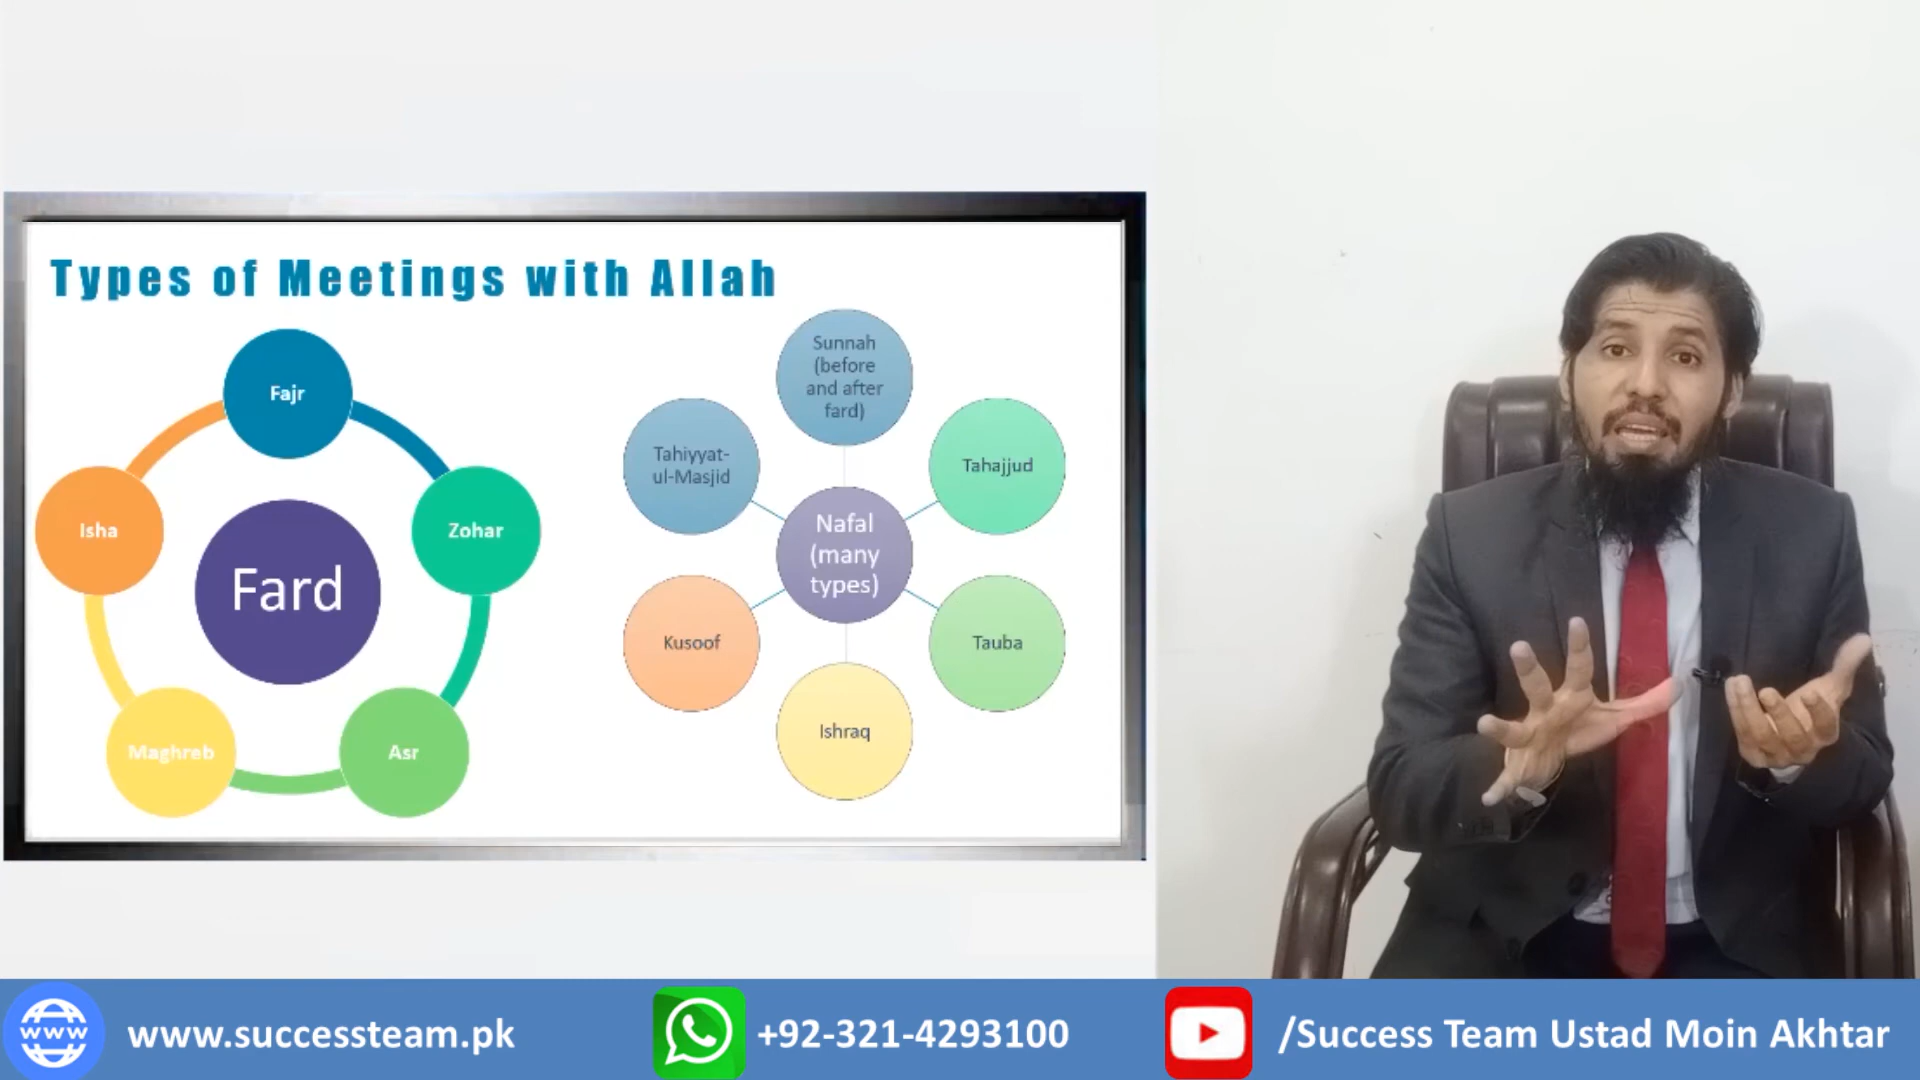 Types of Meetings with Allah
Fajr
Zohar
Asr
Maghreb
Isha
Fard
Sunnah
(before
and after
fard)
Tahajjud
Tauba
Ishraq
Kusoof
Tahiyyat-
ul-Masjid
Nafal
(many
types)
www
www.successteam.pk
+92-321-4293100
/Success Team Ustad Moin Akhtar